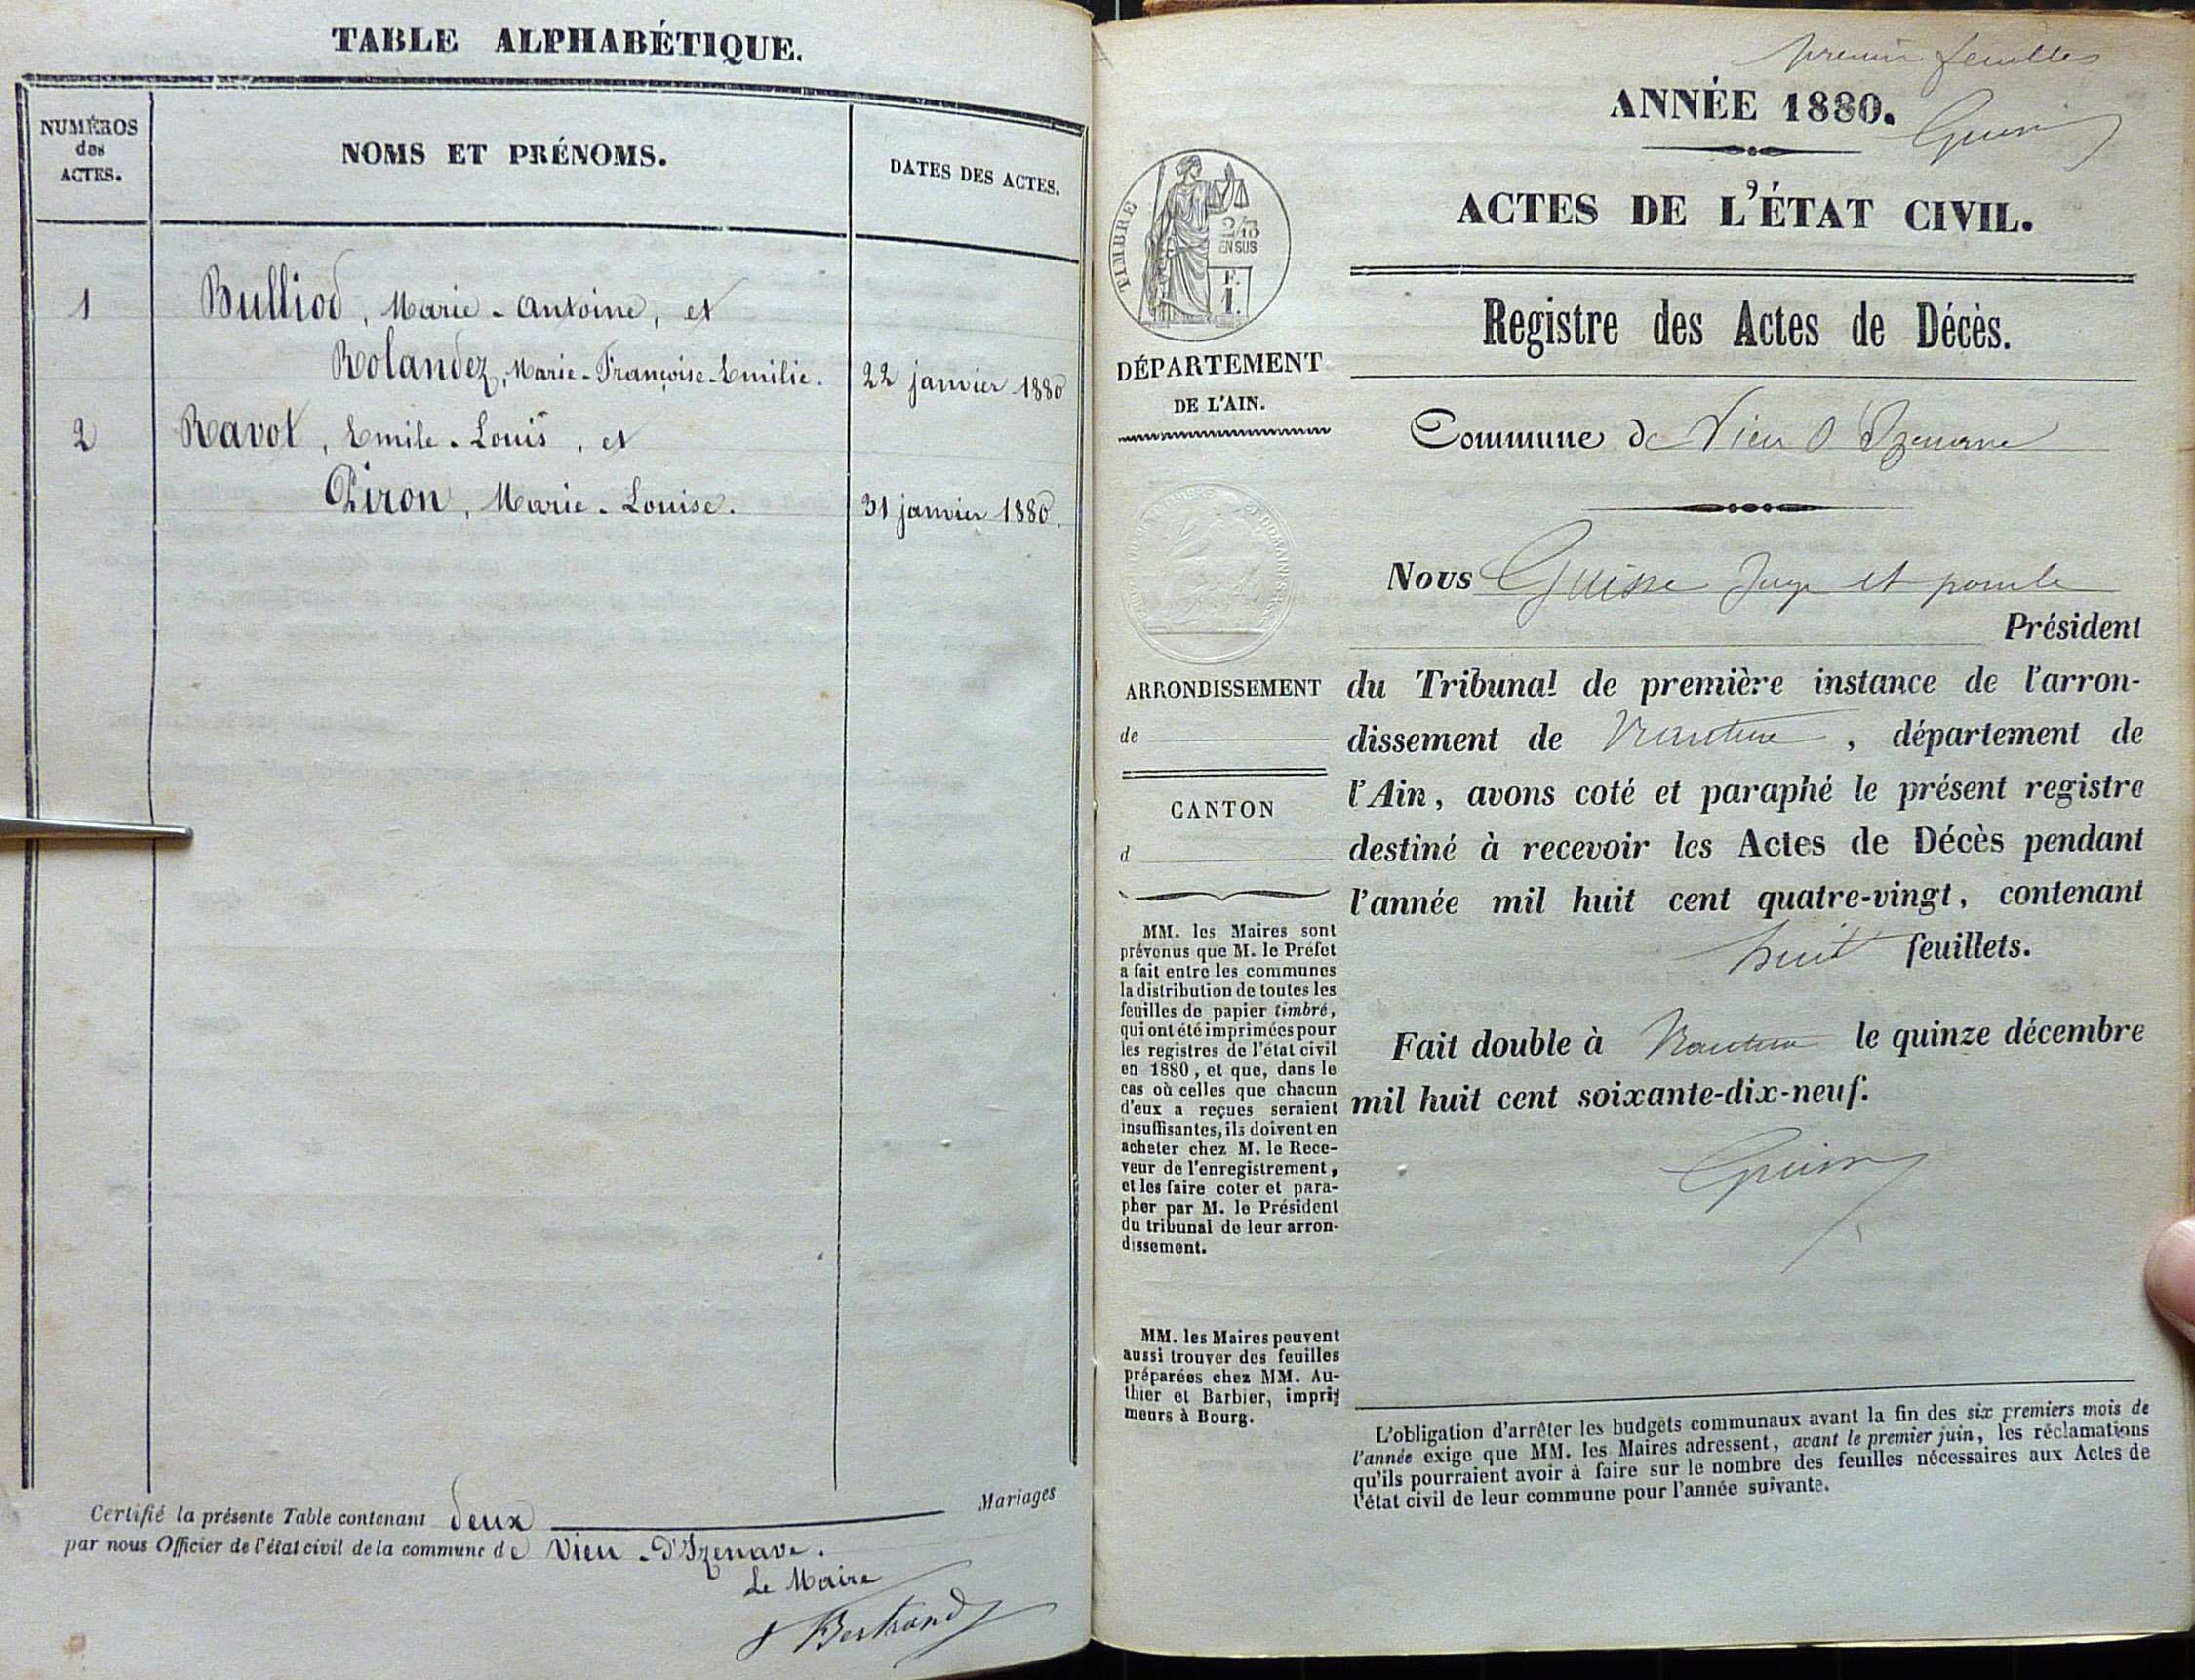 TABLE ALPHABÉTIQUE.
NUMÉROS
des
ACTES.
NOMS ET PRÉNOMS.
DATES DES ACTES.
1 Bulliod, Marie-Antoine, et
Rolandez, Marie-Françoise-Emilie. 22 janvier 1880
2 Ravot, Emile-Louis, et
Piron, Marie-Louise. 31 janvier 1880.
Certifié la présente Table contenant deux Mariages
par nous Officier de l'état civil de la commune de Vieu-d'Izenave.
Le Maire
Bertrand
premier feuillet
ANNÉE 1880.
ACTES DE L'ÉTAT CIVIL.
TIMBRE
2/10
EN SUS
F.
1.
DÉPARTEMENT
DE L'AIN.
ARRONDISSEMENT
de
CANTON
d
MM. les Maires sont
prévenus que M. le Préfet
a fait entre les communes
la distribution de toutes les
feuilles de papier timbré,
qui ont été imprimées pour
les registres de l'état civil
en 1880, et que, dans le
cas où celles que chacun
d'eux a reçues seraient
insuffisantes, ils doivent en
acheter chez M. le Rece-
veur de l'enregistrement,
et les faire coter et para-
pher par M. le Président
du tribunal de leur arron-
dissement.
MM. les Maires peuvent
aussi trouver des feuilles
préparées chez MM. Au-
thier et Barbier, impri-
meurs à Bourg.
Registre des Actes de Décès.
Commune de Vieu d'Izenave
Nous Juge et pour le
Président
du Tribunal de première instance de l'arron-
dissement de Nantua, département de
l'Ain, avons coté et paraphé le présent registre
destiné à recevoir les Actes de Décès pendant
l'année mil huit cent quatre-vingt, contenant
huit feuillets.
Fait double à Nantua le quinze décembre
mil huit cent soixante-dix-neuf.
L'obligation d'arrêter les budgets communaux avant la fin des six premiers mois de
l'année exige que MM. les Maires adressent, avant le premier juin, les réclamations
qu'ils pourraient avoir à faire sur le nombre des feuilles nécessaires aux Actes de
l'état civil de leur commune pour l'année suivante.